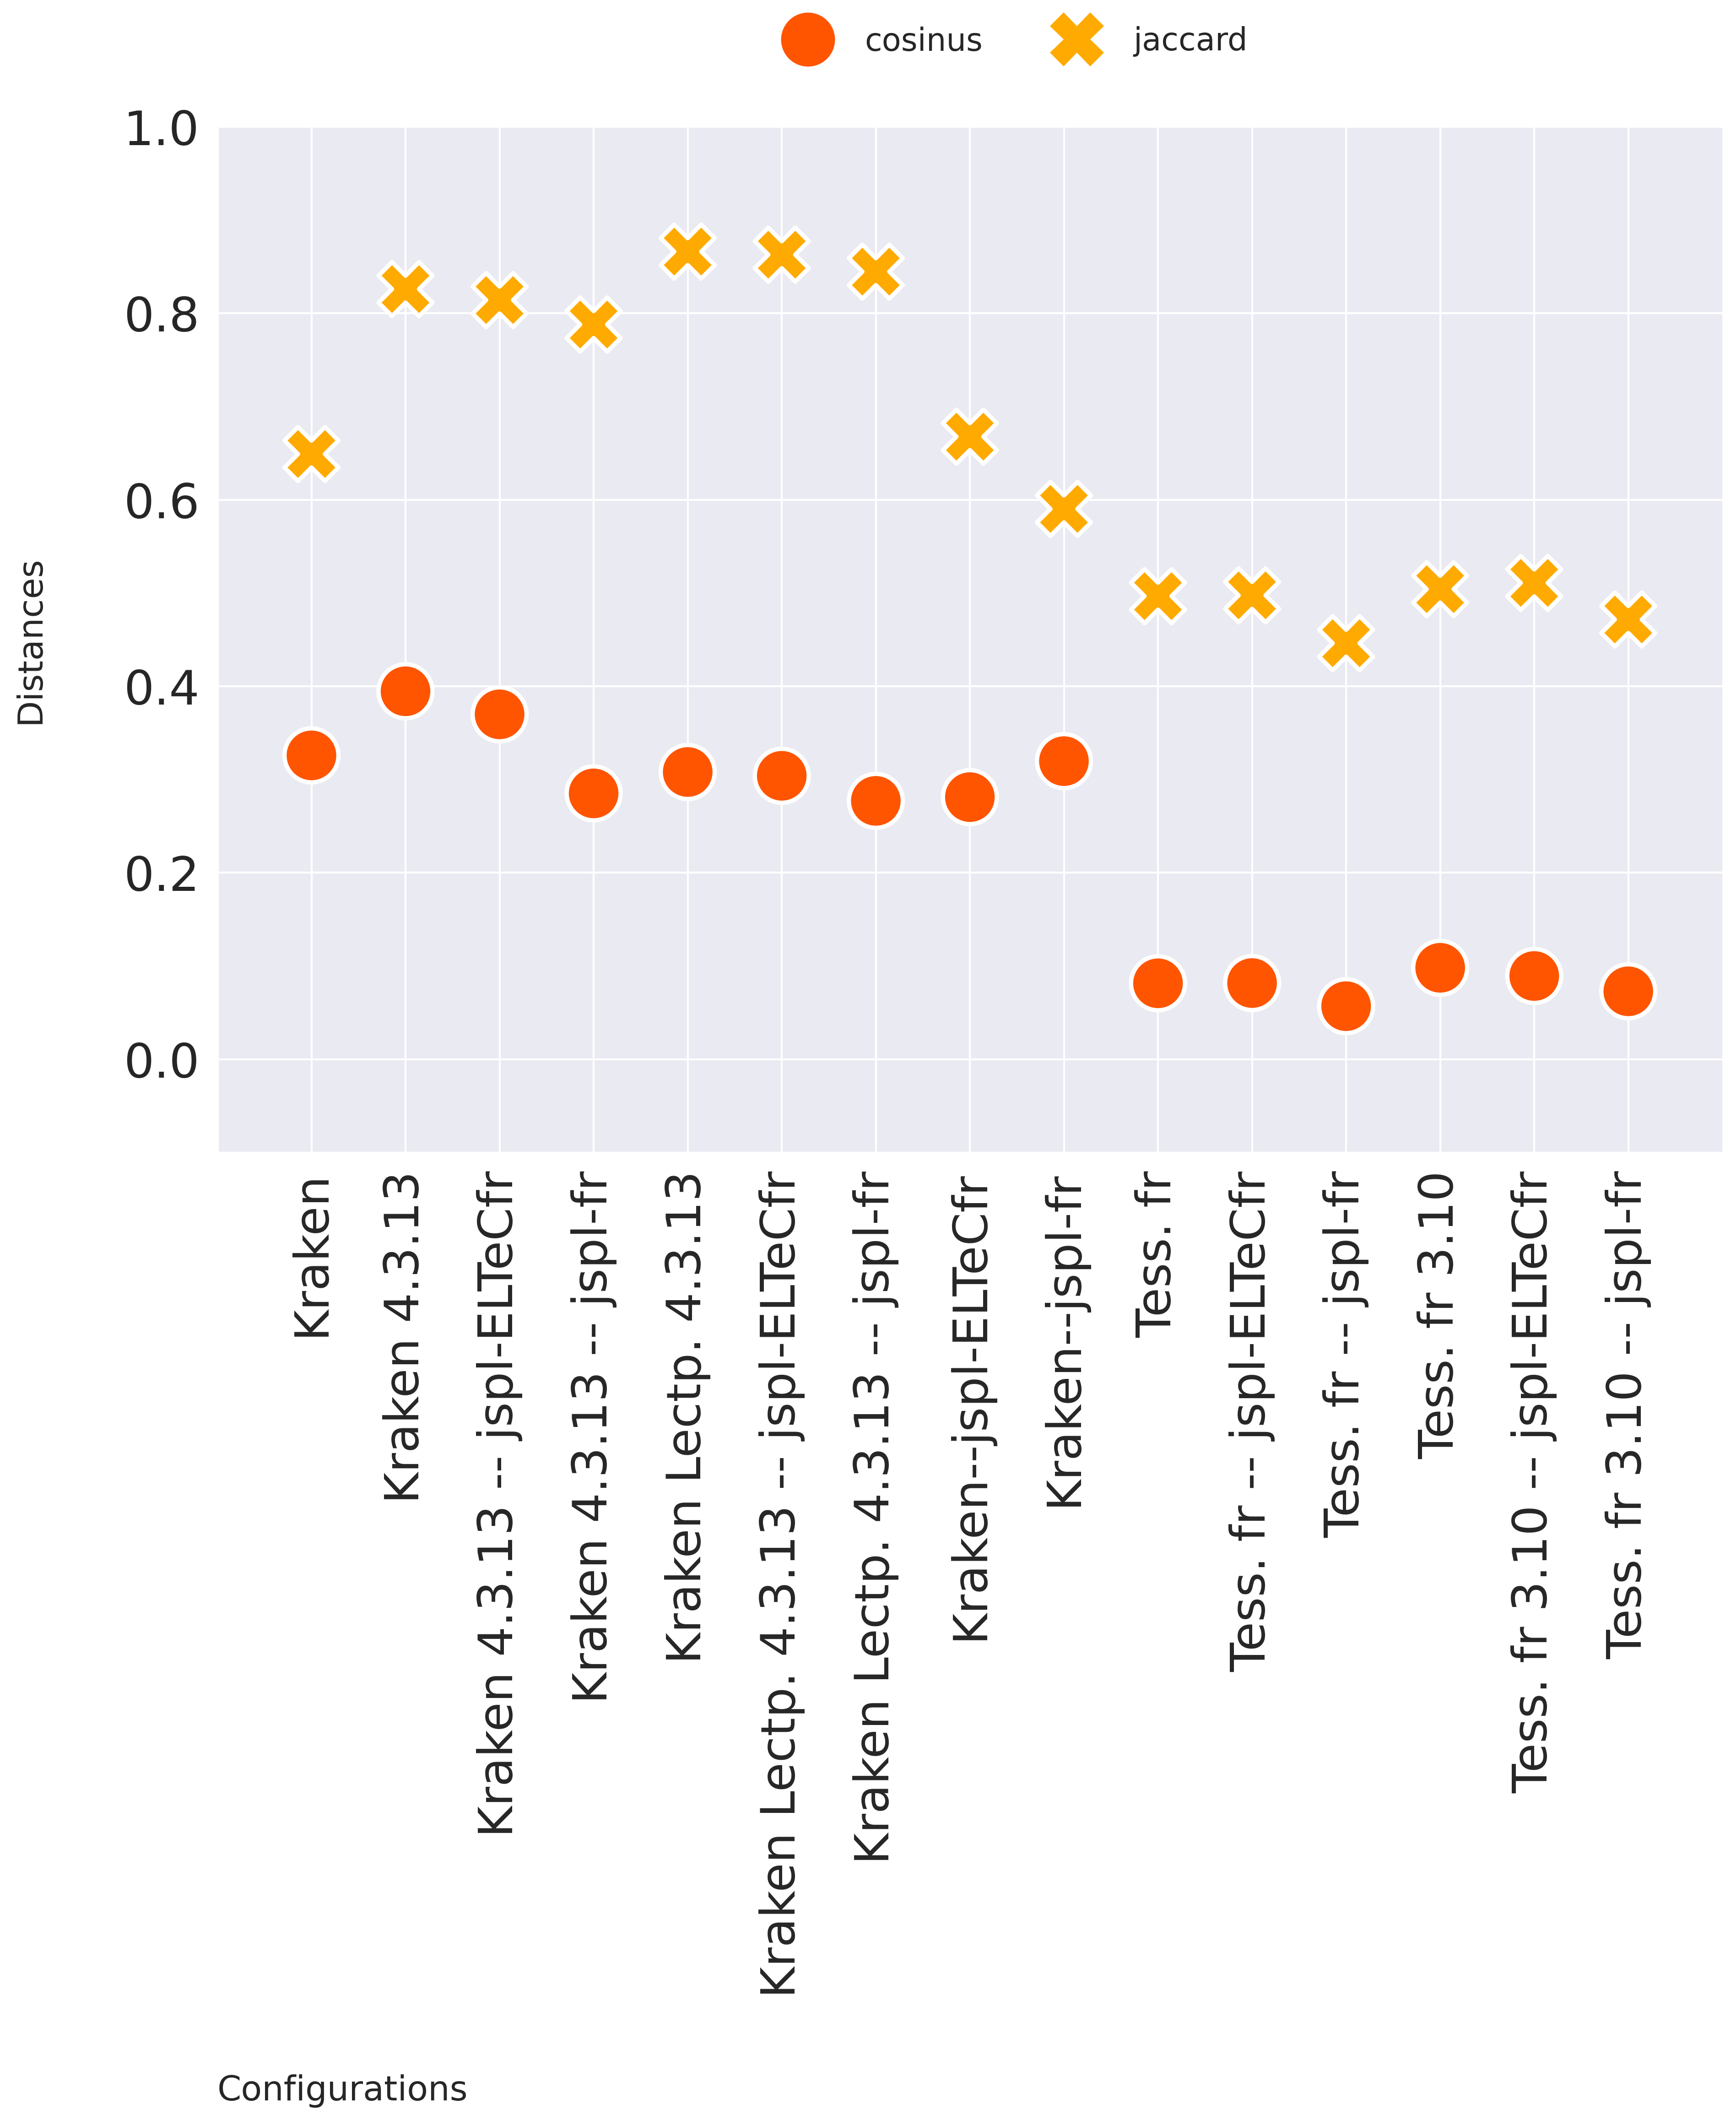 cosinus
jaccard
1.0
0.8
0.6
0.4
0.2
0.0
Distances
Kraken
Kraken 4.3.13
Kraken 4.3.13 -- jspl-ELTeCfr
Kraken 4.3.13 -- jspl-fr
Kraken Lectp. 4.3.13
Kraken Lectp. 4.3.13 -- jspl-ELTeCfr
Kraken Lectp. 4.3.13 -- jspl-fr
Kraken--jspl-ELTeCfr
Kraken--jspl-fr
Tess. fr
Tess. fr -- jspl-ELTeCfr
Tess. fr -- jspl-fr
Tess. fr 3.10
Tess. fr 3.10 -- jspl-ELTeCfr
Tess. fr 3.10 -- jspl-fr
Configurations